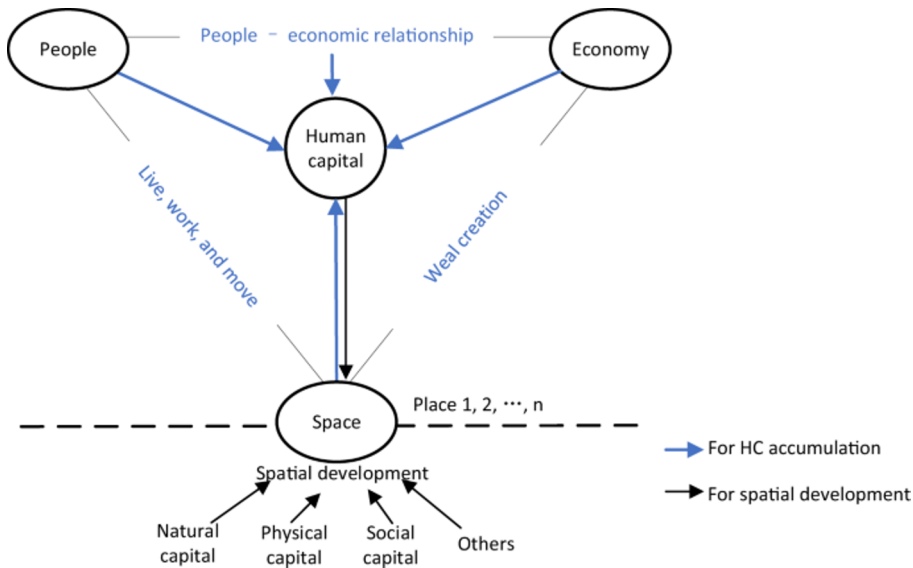 People
People – economic relationship
Economy
Human
capital
Live, work, and move
Weal creation
Space
Place 1, 2, ···, n
Spatial development
Natural
capital
Physical
capital
Social
capital
Others
For HC accumulation
For spatial development